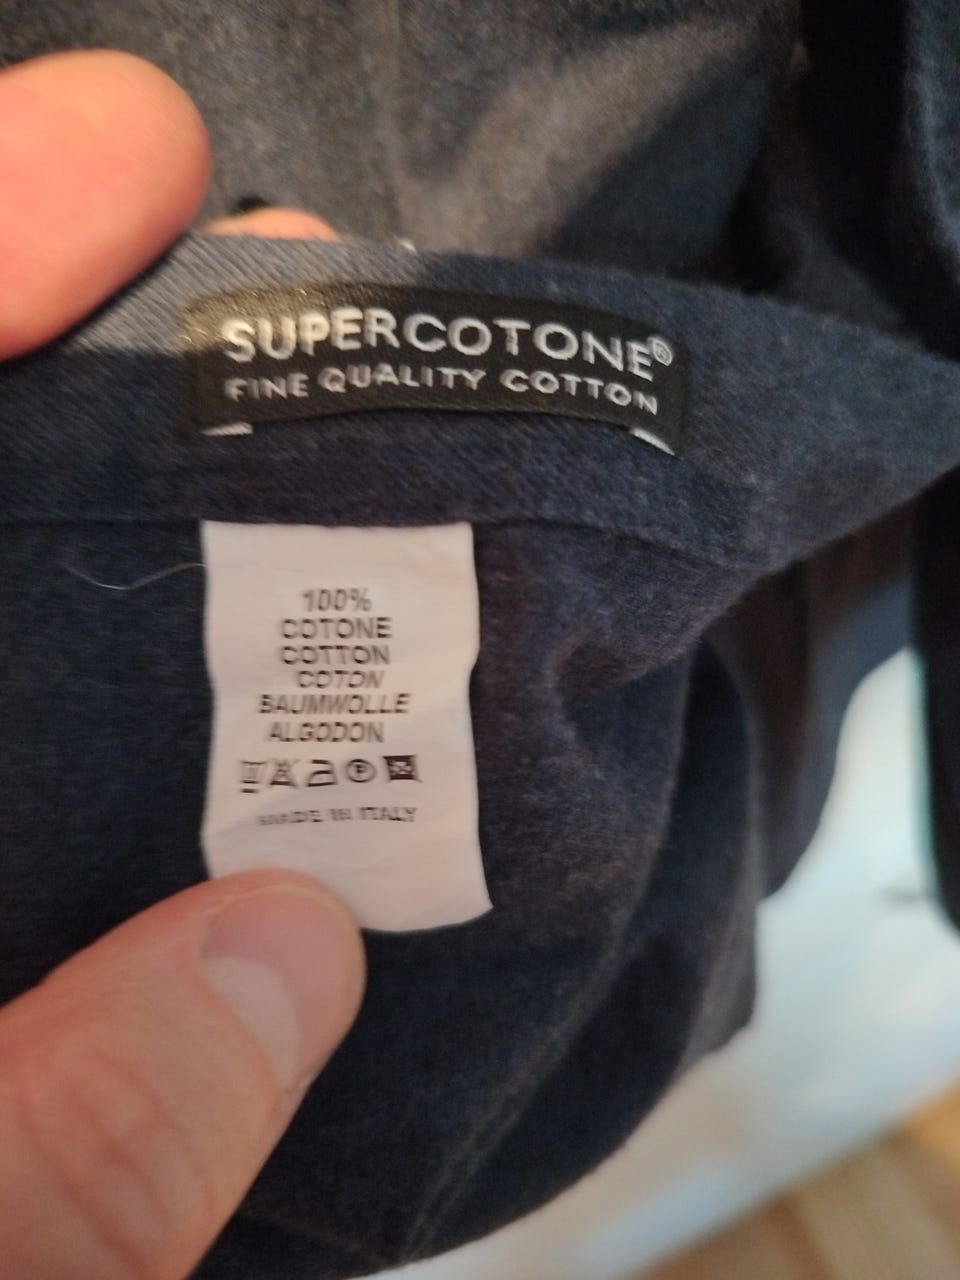 SUPERCOTONE®
FINE QUALITY COTTON
100%
COTONE
COTTON
COTON
BAUMWOLLE
ALGODON
MADE IN ITALY